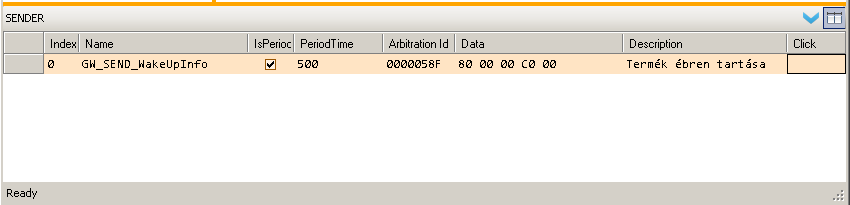 SENDER
Index Name IsPerioc PeriodTime Arbitration Id Data Description Click
0 GW_SEND_WakeUpInfo 500 0000058F 80 00 00 C0 00 Termék ébren tartása
Ready